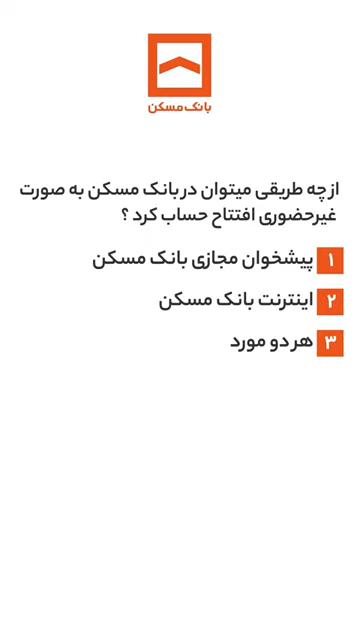 بانک مسکن
از چه طریقی میتوان در بانک مسکن به صورت
غیرحضوری افتتاح حساب کرد ؟
۱ پیشخوان مجازی بانک مسکن
۲ اینترنت بانک مسکن
۳ هر دو مورد